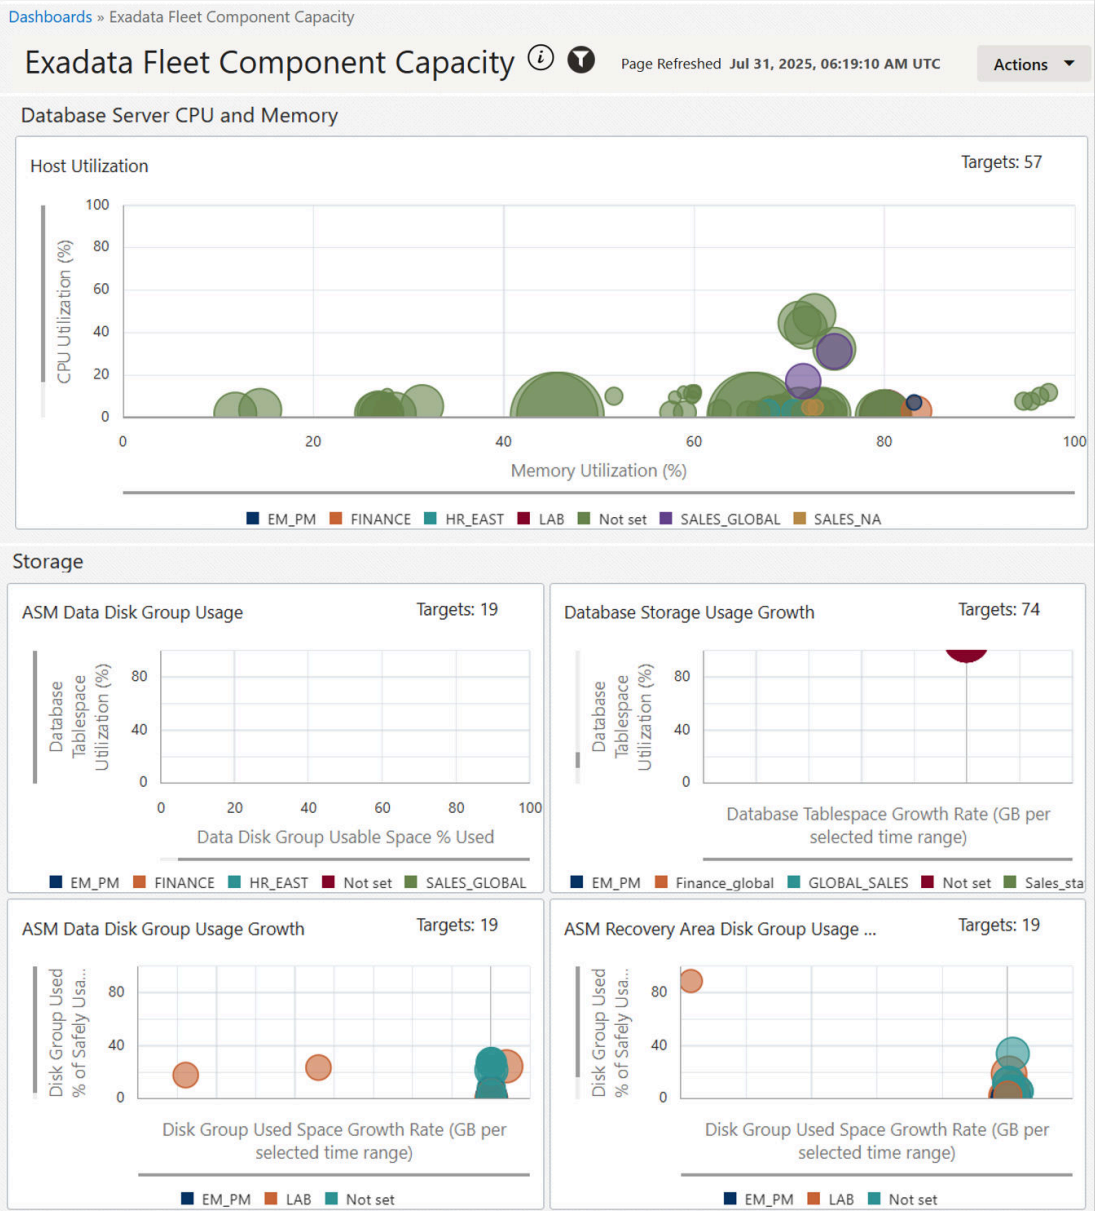 Dashboards » Exadata Fleet Component Capacity
Exadata Fleet Component Capacity i Page Refreshed Jul 31, 2025, 06:19:10 AM UTC Actions
Database Server CPU and Memory
Host Utilization Targets: 57
CPU Utilization (%)
100
80
60
40
20
0
0 20 40 60 80 100
Memory Utilization (%)
EM_PM FINANCE HR_EAST LAB Not set SALES_GLOBAL SALES_NA
Storage
ASM Data Disk Group Usage Targets: 19
Database
Tablespace
Utilization (%)
80
40
0
0 20 40 60 80 100
Data Disk Group Usable Space % Used
EM_PM FINANCE HR_EAST Not set SALES_GLOBAL
Database Storage Usage Growth Targets: 74
Database
Tablespace
Utilization (%)
80
40
0
Database Tablespace Growth Rate (GB per
selected time range)
EM_PM Finance_global GLOBAL_SALES Not set Sales_sta
ASM Data Disk Group Usage Growth Targets: 19
Disk Group Used
% of Safely Usa...
80
40
0
Disk Group Used Space Growth Rate (GB per
selected time range)
EM_PM LAB Not set
ASM Recovery Area Disk Group Usage ... Targets: 19
Disk Group Used
% of Safely Usa...
80
40
0
Disk Group Used Space Growth Rate (GB per
selected time range)
EM_PM LAB Not set